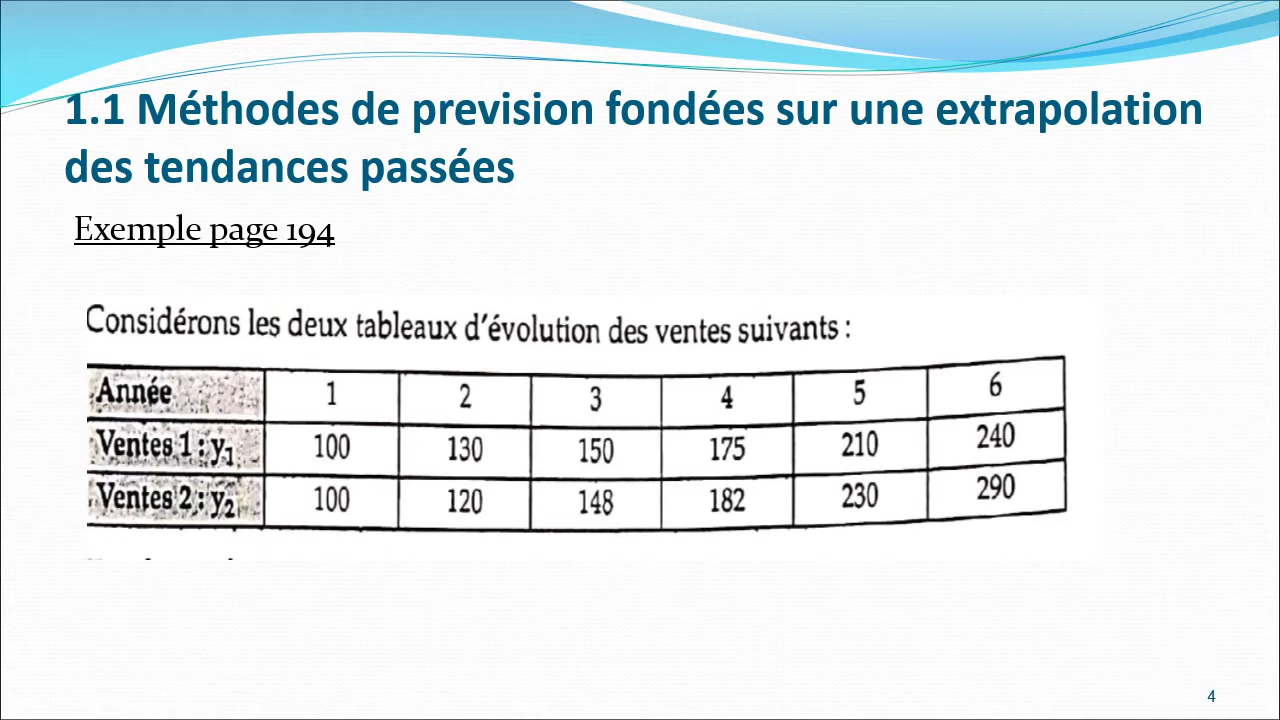 1.1 Méthodes de prevision fondées sur une extrapolation
des tendances passées
Exemple page 194
Considérons les deux tableaux d'évolution des ventes suivants :
Année 1 2 3 4 5 6
Ventes 1 : y1 100 130 150 175 210 240
Ventes 2 : y2 100 120 148 182 230 290
4